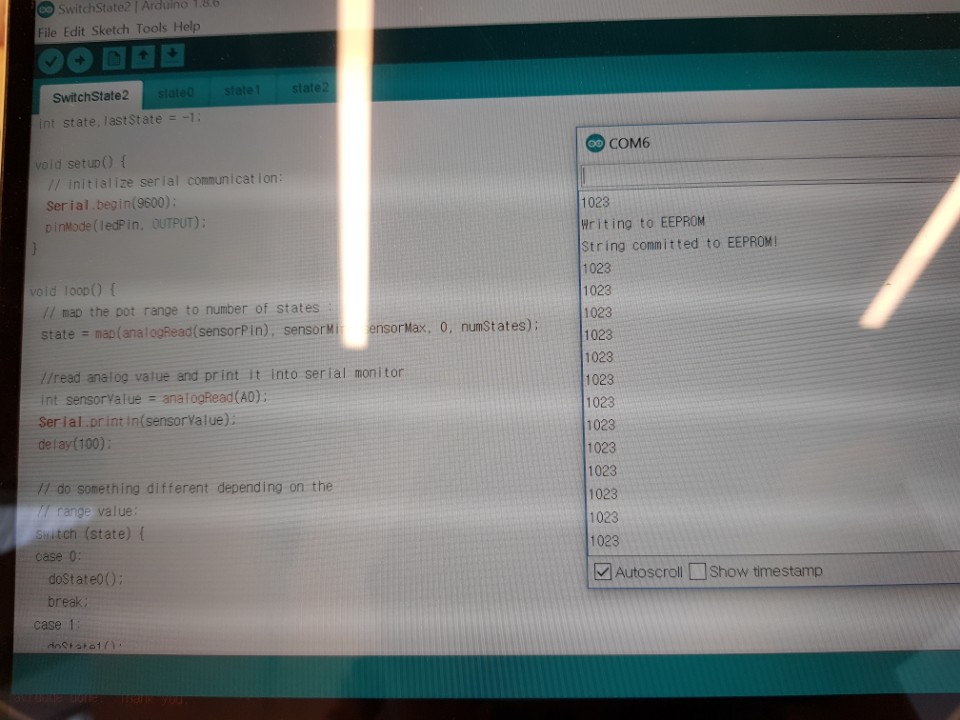 SwitchState2 | Arduino 1.8.6
File Edit Sketch Tools Help
SwitchState2 state0 state1 state2
int state, lastState = -1;
void setup() {
// initialize serial communication:
Serial.begin(9600);
pinMode(ledPin, OUTPUT);
}
void loop() {
// map the pot range to number of states :
state = map(analogRead(sensorPin), sensorMi ensorMax, 0, numStates);
//read analog value and print it into serial monitor
int sensorValue = analogRead(A0);
Serial.println(sensorValue);
delay(100);
// do something different depending on the
// range value:
switch (state) {
case 0:
doState0();
break;
case 1:
doState1();
COM6
1023
Writing to EEPROM
String committed to EEPROM!
1023
1023
1023
1023
1023
1023
1023
1023
1023
1023
1023
1023
1023
Autoscroll Show timestamp
Thank you